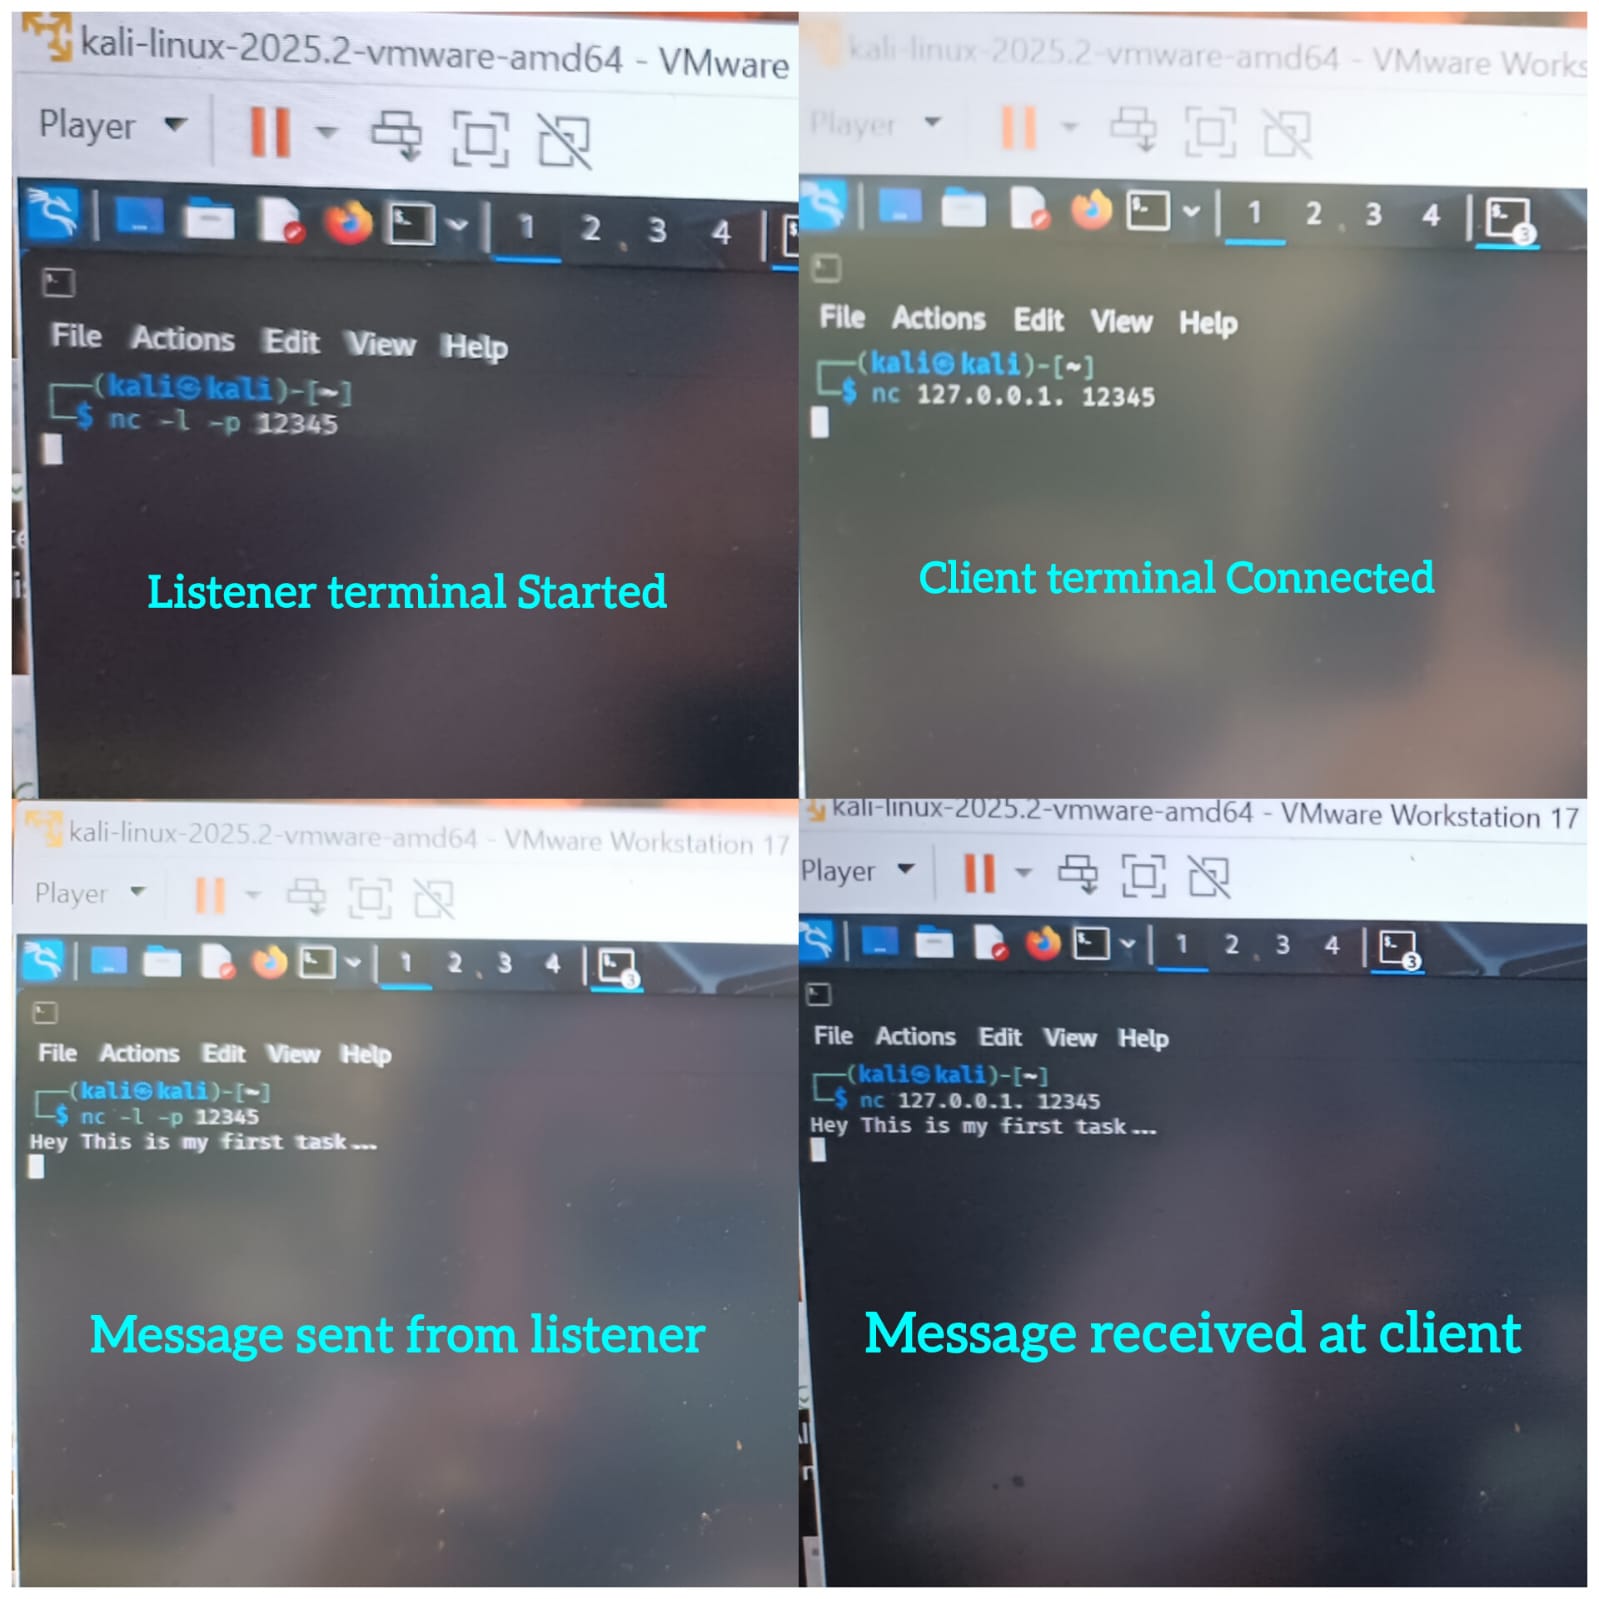 kali-linux-2025.2-vmware-amd64 - VMware
Player
1 2 3 4
File Actions Edit View Help
(kali㉿kali)-[~]
$ nc -l -p 12345
Listener terminal Started
kali-linux-2025.2-vmware-amd64 - VMware Works
Player
1 2 3 4
3
File Actions Edit View Help
(kali㉿kali)-[~]
$ nc 127.0.0.1. 12345
Client terminal Connected
kali-linux-2025.2-vmware-amd64 - VMware Workstation 17
Player
1 2 3 4
3
File Actions Edit View Help
(kali㉿kali)-[~]
$ nc -l -p 12345
Hey This is my first task...
Message sent from listener
kali-linux-2025.2-vmware-amd64 - VMware Workstation 17
Player
1 2 3 4
3
File Actions Edit View Help
(kali㉿kali)-[~]
$ nc 127.0.0.1. 12345
Hey This is my first task...
Message received at client